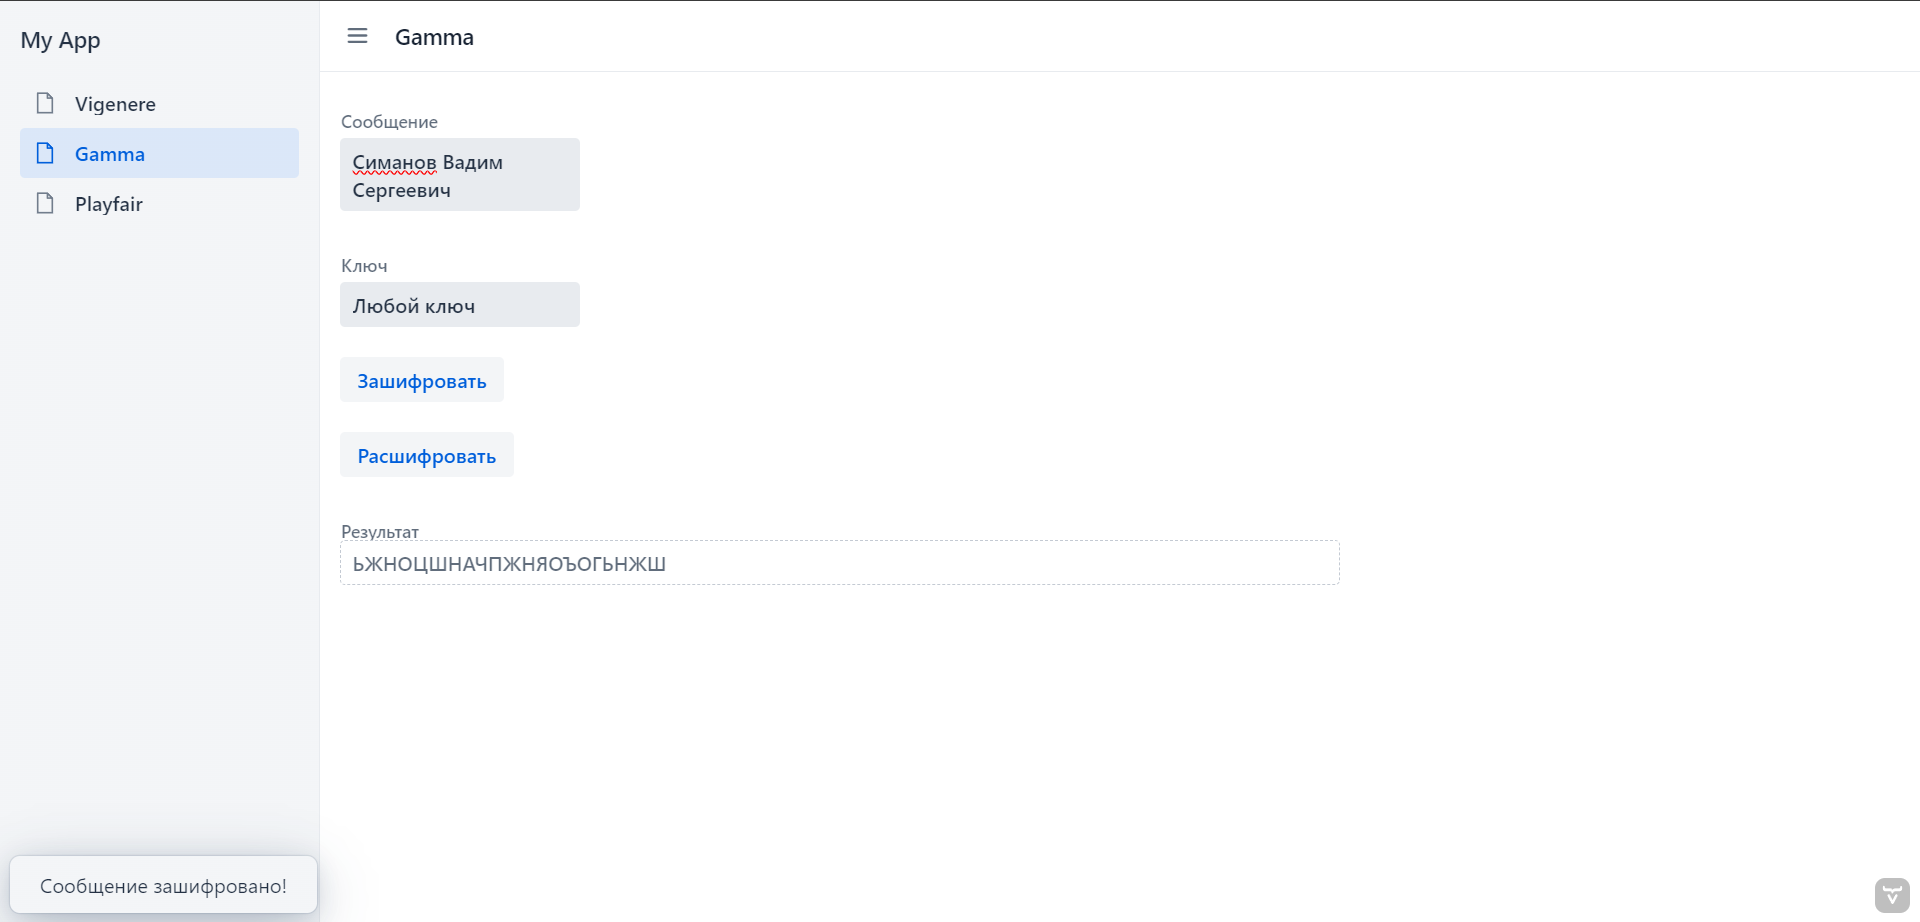 My App
Gamma
Vigenere
Gamma
Playfair
Сообщение
Симанов Вадим
Сергеевич
Ключ
Любой ключ
Зашифровать
Расшифровать
Результат
ЬЖНОЦШНАЧПЖНЯОЪОГЬНЖШ
Сообщение зашифровано!